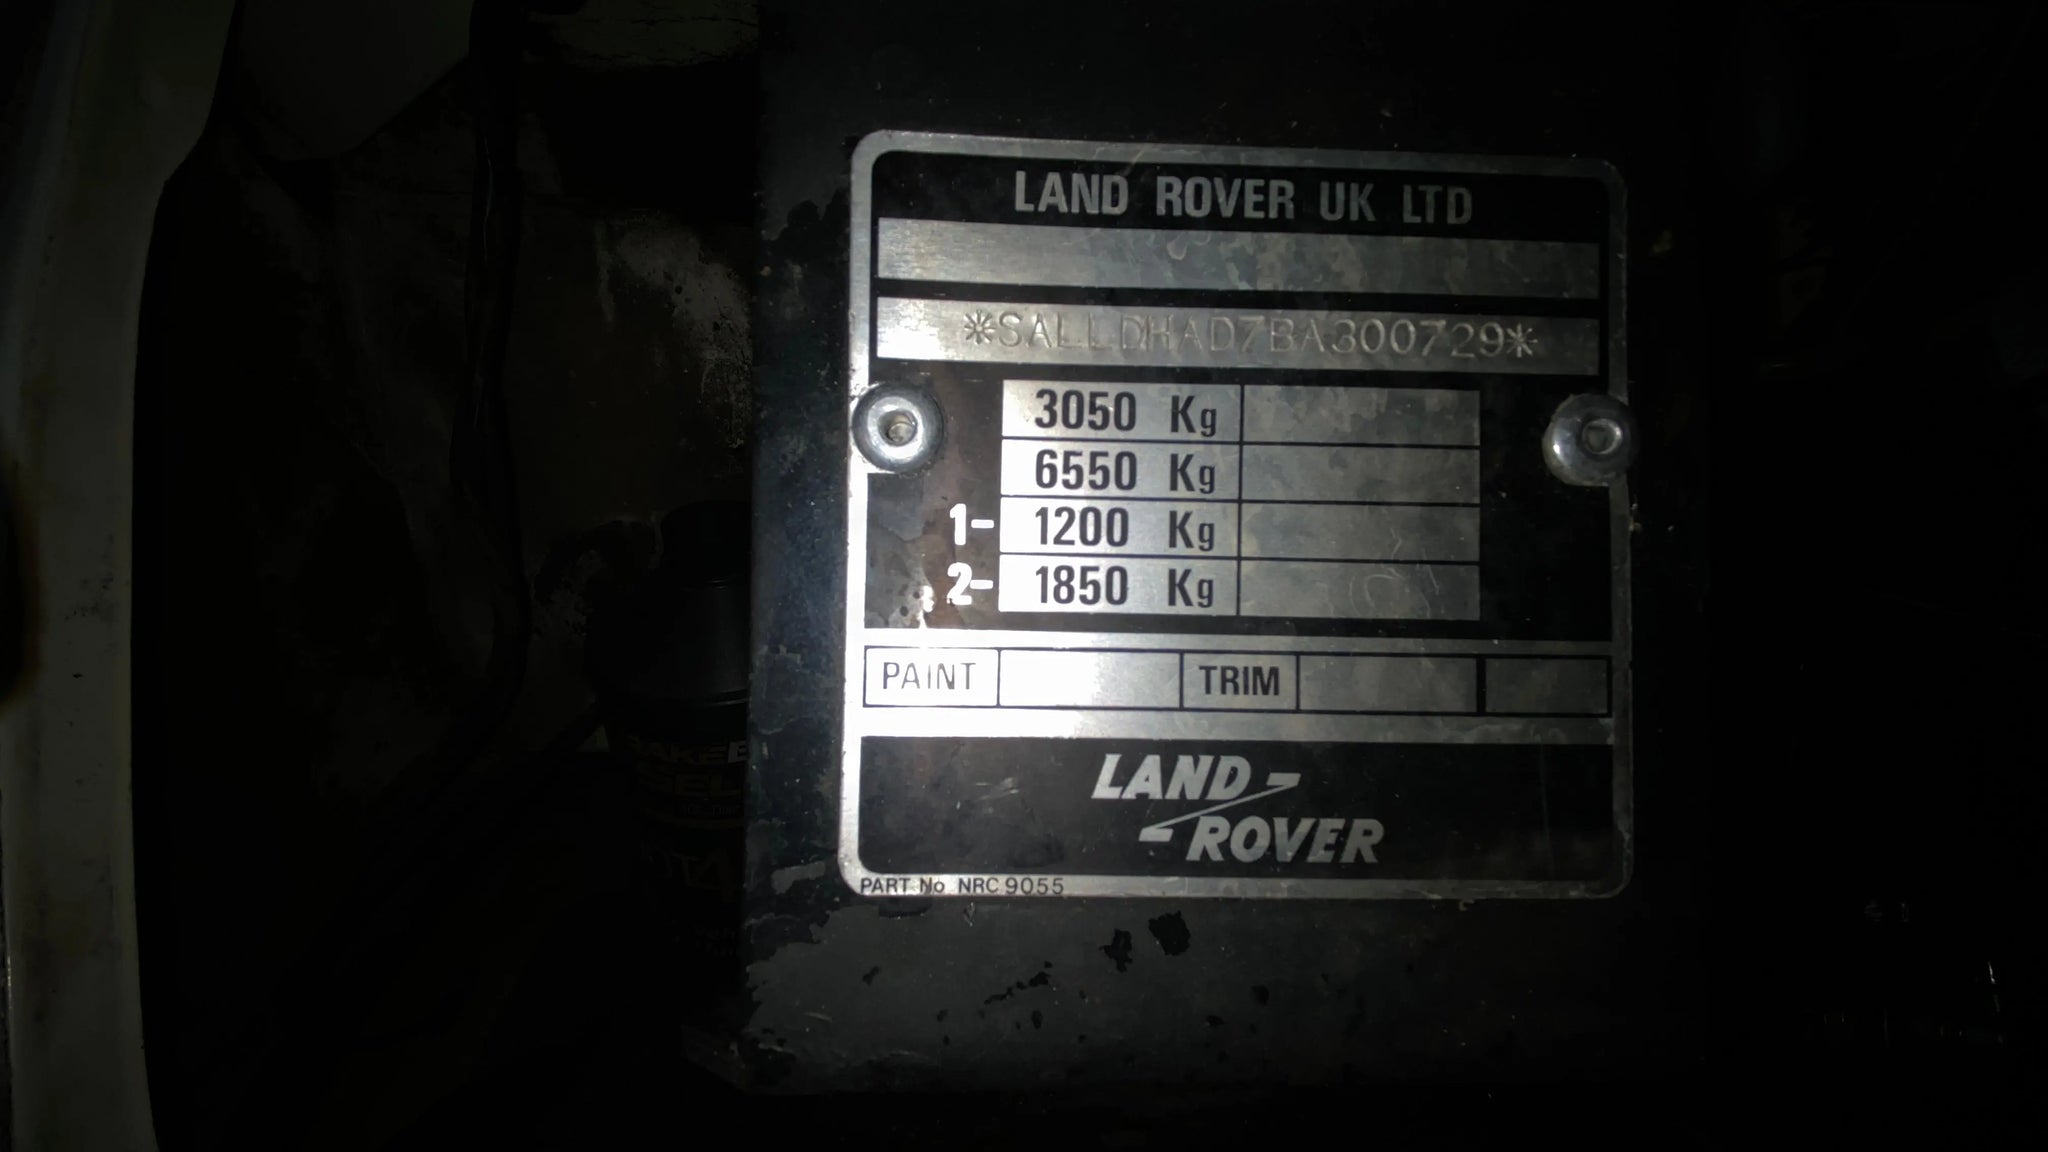 LAND ROVER UK LTD
*SALLDHAD7BA300729*
3050 Kg
6550 Kg
1- 1200 Kg
2- 1850 Kg
PAINT TRIM
LAND-
-ROVER
PART No NRC 9055